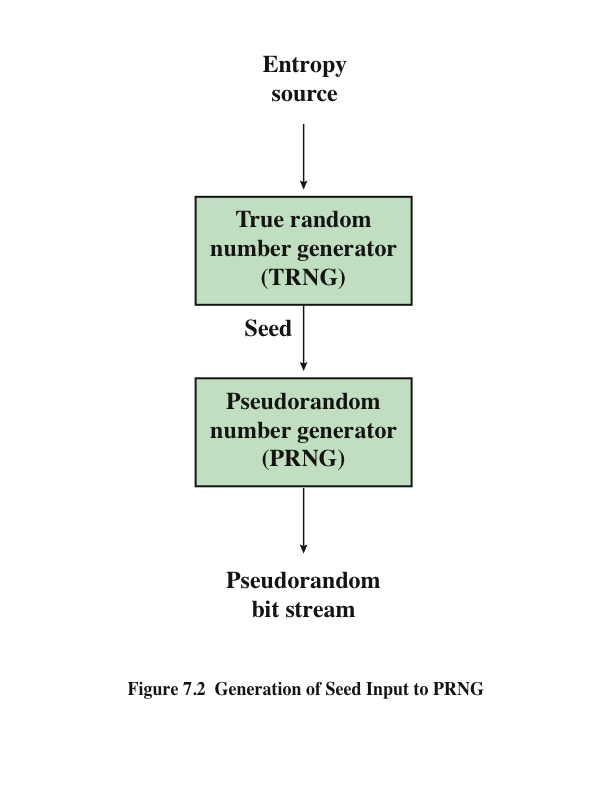 Entropy
source
True random
number generator
(TRNG)
Seed
Pseudorandom
number generator
(PRNG)
Pseudorandom
bit stream
Figure 7.2  Generation of Seed Input to PRNG